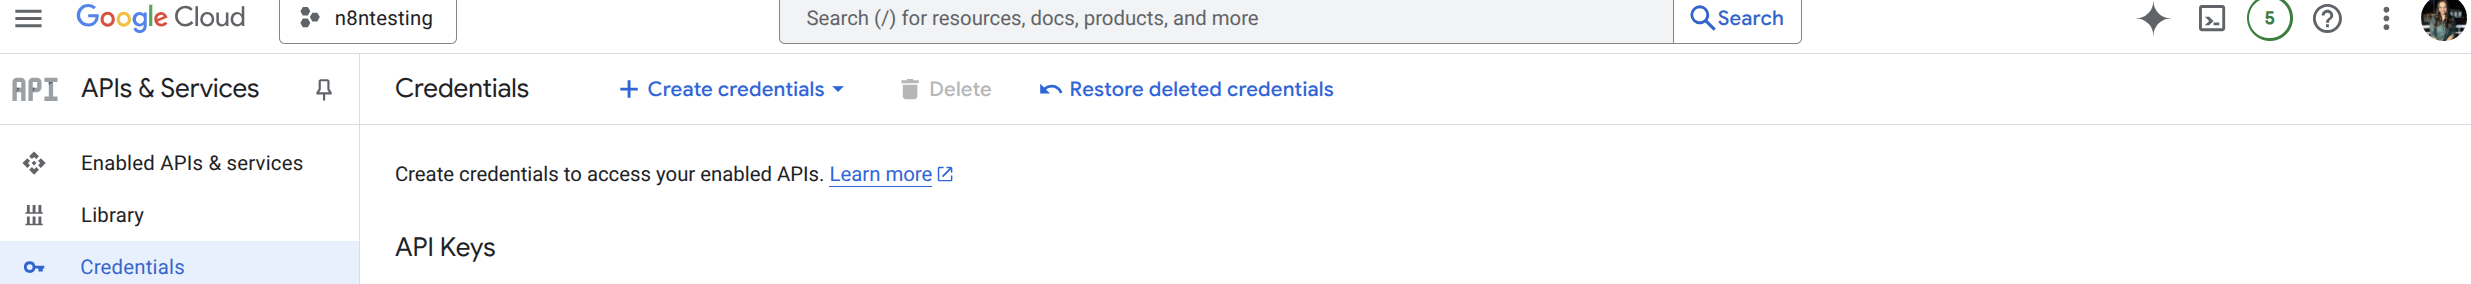 Google Cloud
n8ntesting
Search (/) for resources, docs, products, and more
Search
5
API
APIs & Services
Credentials
Create credentials
Delete
Restore deleted credentials
Enabled APIs & services
Library
Credentials
Create credentials to access your enabled APIs. Learn more
API Keys